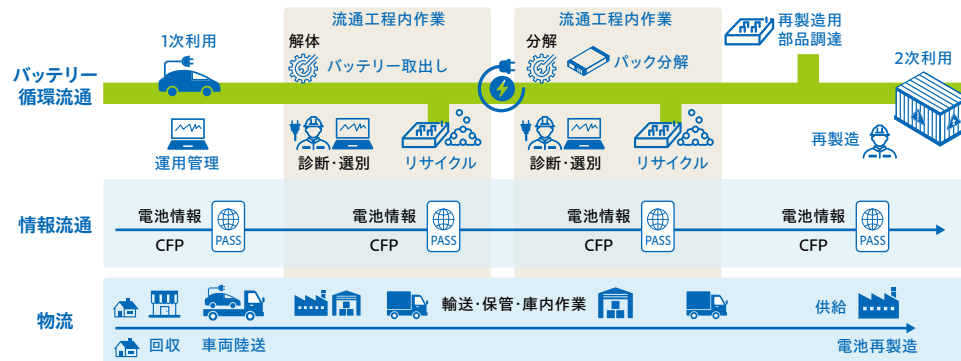 流通工程内作業
流通工程内作業
再製造用
部品調達
1次利用
解体
バッテリー取出し
分解
パック分解
2次利用
バッテリー
循環流通
運用管理
診断・選別
リサイクル
診断・選別
リサイクル
再製造
情報流通
電池情報
CFP
PASS
電池情報
CFP
PASS
電池情報
CFP
PASS
電池情報
CFP
PASS
物流
輸送・保管・庫内作業
供給
回収
車両陸送
電池再製造